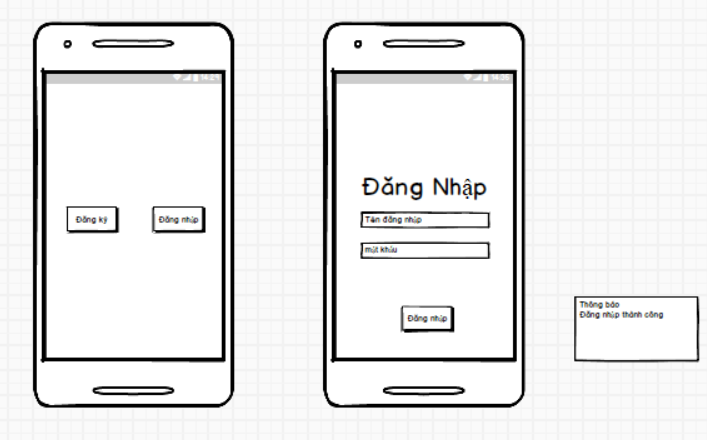 Đăng ký
Đăng nhập
Đăng Nhập
Tên đăng nhập
mật khẩu
Đăng nhập
Thông báo
Đăng nhập thành công